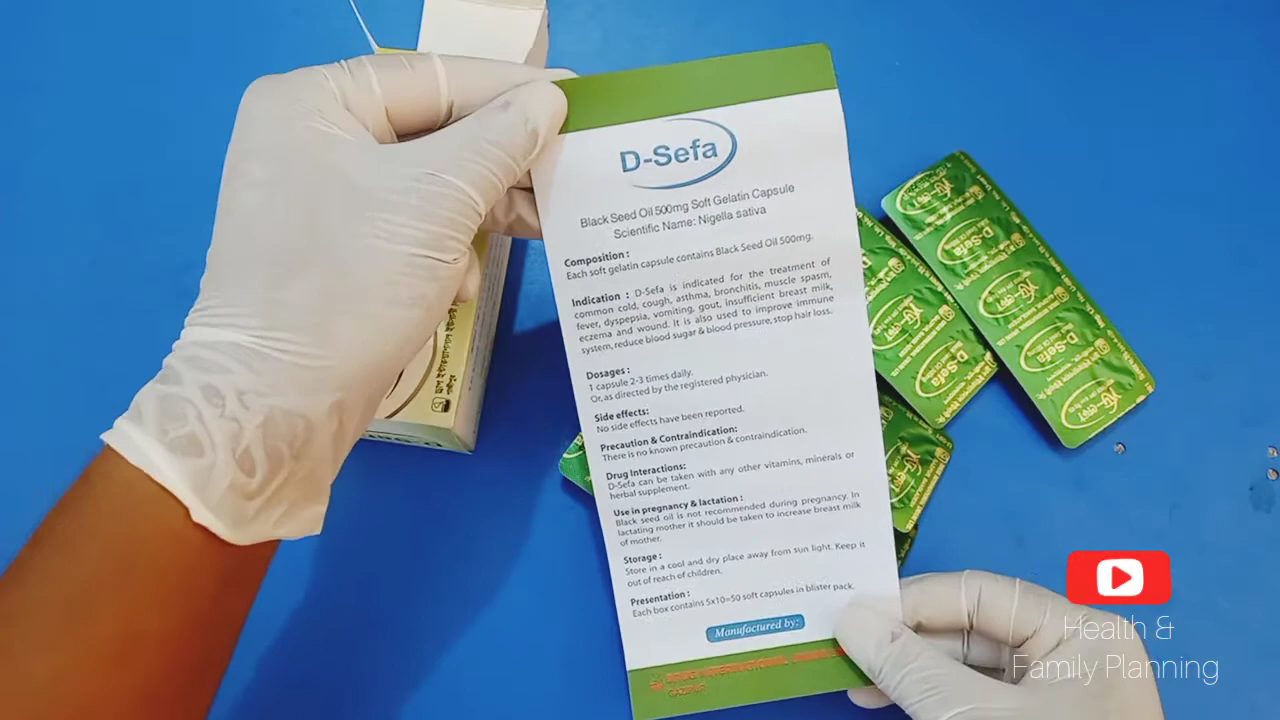 D-Sefa
Black Seed Oil 500mg Soft Gelatin Capsule
Scientific Name: Nigella sativa
Composition :
Each soft gelatin capsule contains Black Seed Oil 500mg.
Indication : D-Sefa is indicated for the treatment of
common cold, cough, asthma, bronchitis, muscle spasm,
fever, dyspepsia, vomiting, gout, insufficient breast milk,
eczema and wound. It is also used to improve immune
system, reduce blood sugar & blood pressure, stop hair loss.
Dosages :
1 capsule 2-3 times daily.
Or, as directed by the registered physician.
Side effects:
No side effects have been reported.
Precaution & Contraindication:
There is no known precaution & contraindication.
Drug Interactions:
D-Sefa can be taken with any other vitamins, minerals or
herbal supplement.
Use in pregnancy & lactation :
Black seed oil is not recommended during pregnancy. In
lactating mother it should be taken to increase breast milk
of mother.
Storage :
Store in a cool and dry place away from sun light. Keep it
out of reach of children.
Presentation :
Each box contains 5x10=50 soft capsules in blister pack.
Manufactured by:
D-Sefa
D-Sefa
D-Sefa
Health &
Family Planning